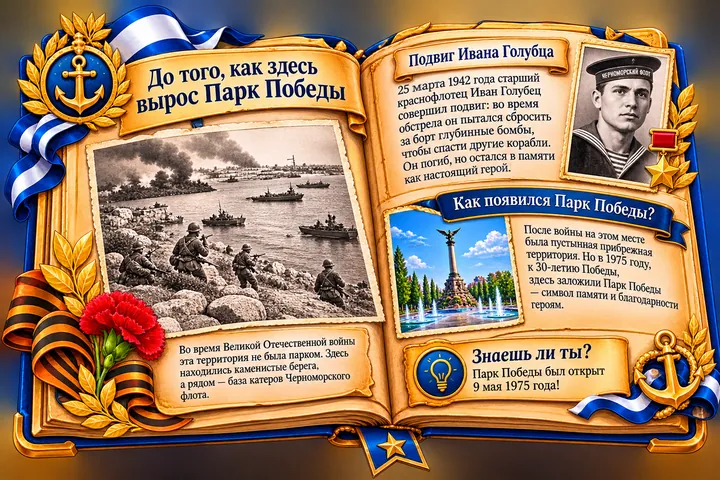 До того, как здесь
вырос Парк Победы
Во время Великой Отечественной войны
эта территория не была парком. Здесь
находились каменистые берега,
а рядом — база катеров Черноморского
флота.
Подвиг Ивана Голубца
25 марта 1942 года старший
краснофлотец Иван Голубец
совершил подвиг: во время
обстрела он пытался сбросить
за борт глубинные бомбы,
чтобы спасти другие корабли.
Он погиб, но остался в памяти
как настоящий герой.
ЧЕРНОМОРСКИЙ ФЛОТ
Как появился Парк Победы?
После войны на этом месте
была пустынная прибрежная
территория. Но в 1975 году,
к 30-летию Победы,
здесь заложили Парк Победы
— символ памяти и благодарности
героям.
Знаешь ли ты?
Парк Победы был открыт
9 мая 1975 года!